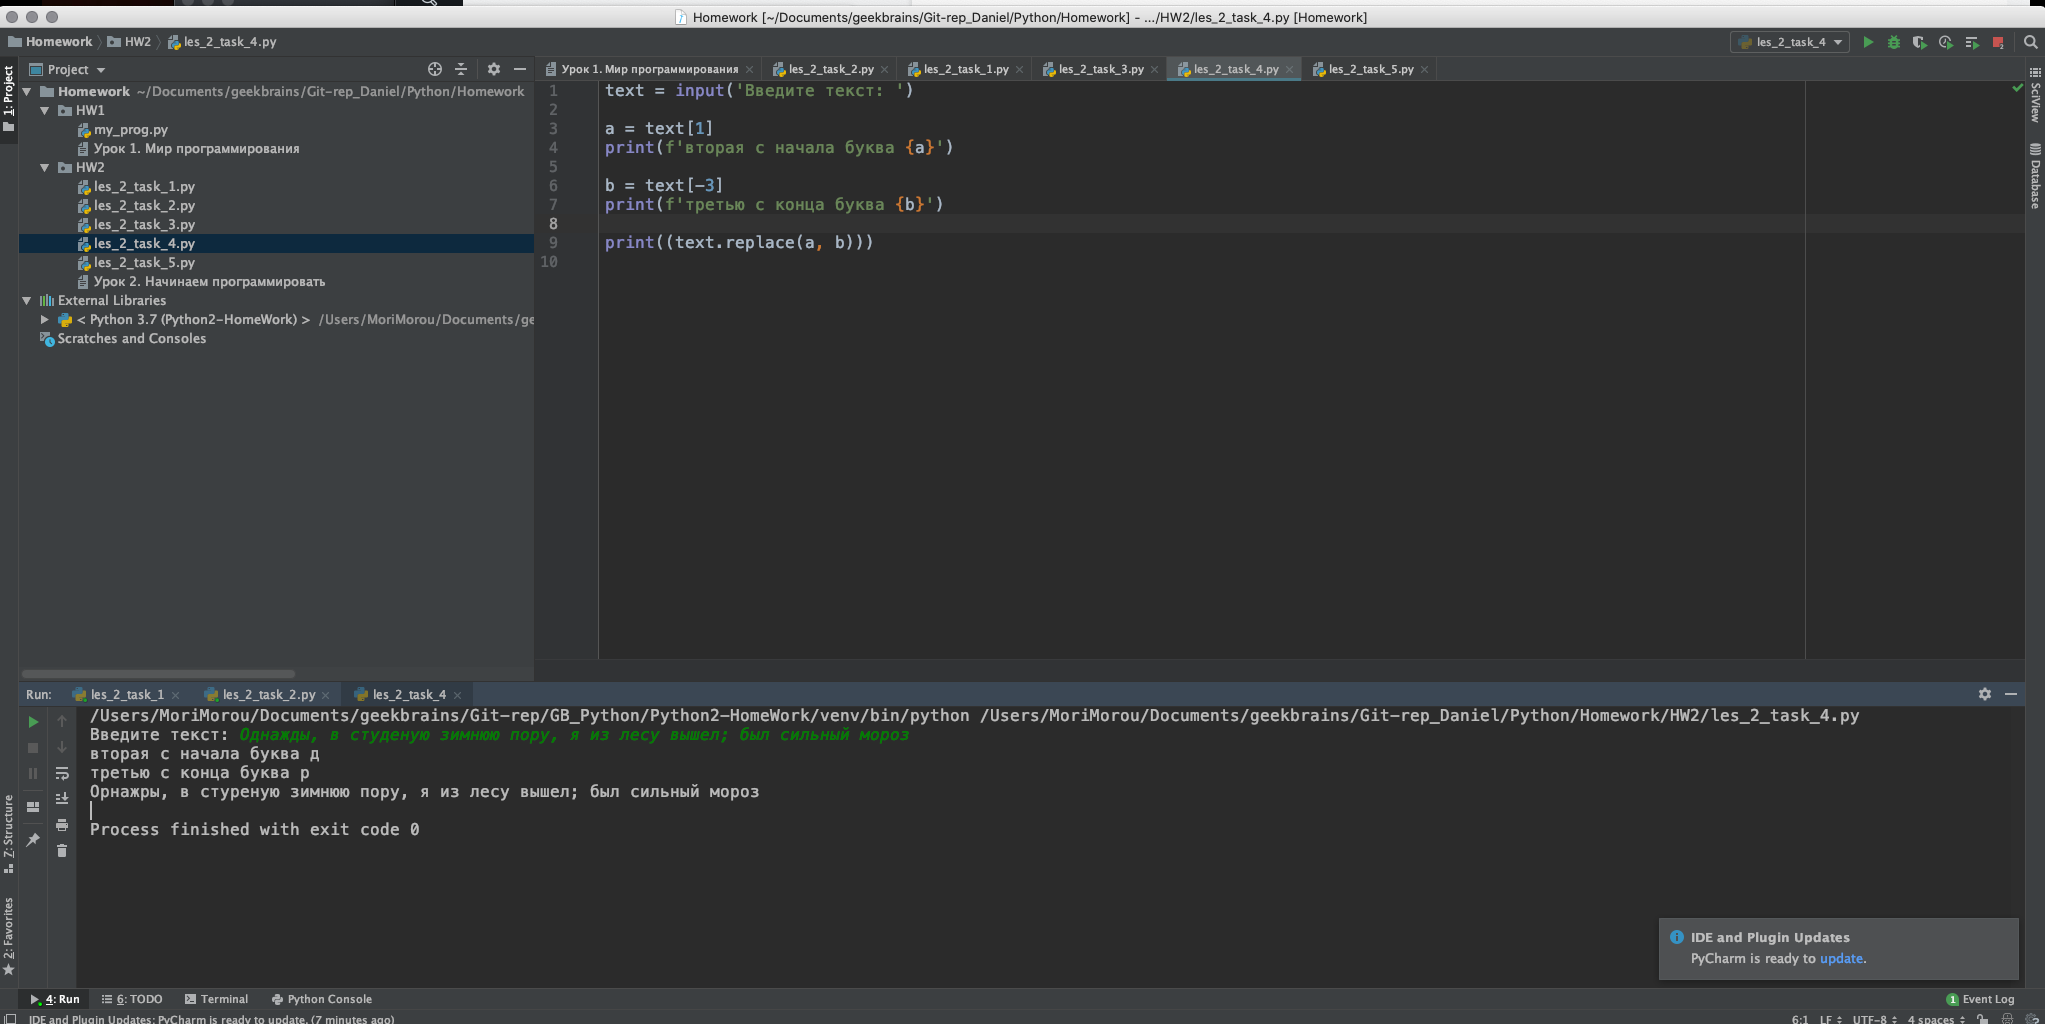 Homework [~/Documents/geekbrains/Git-rep_Daniel/Python/Homework] - .../HW2/les_2_task_4.py [Homework]
Homework HW2 les_2_task_4.py
les_2_task_4
1: Project
Project
Урок 1. Мир программирования les_2_task_2.py les_2_task_1.py les_2_task_3.py les_2_task_4.py les_2_task_5.py
Homework ~/Documents/geekbrains/Git-rep_Daniel/Python/Homework
HW1
my_prog.py
Урок 1. Мир программирования
HW2
les_2_task_1.py
les_2_task_2.py
les_2_task_3.py
les_2_task_4.py
les_2_task_5.py
Урок 2. Начинаем программировать
External Libraries
< Python 3.7 (Python2-HomeWork) > /Users/MoriMorou/Documents/ge
Scratches and Consoles
1 text = input('Введите текст: ')
2
3 a = text[1]
4 print(f'вторая с начала буква {a}')
5
6 b = text[-3]
7 print(f'третью с конца буква {b}')
8
9 print((text.replace(a, b)))
10
SciView
Database
Run: les_2_task_1 les_2_task_2.py les_2_task_4
/Users/MoriMorou/Documents/geekbrains/Git-rep/GB_Python/Python2-HomeWork/venv/bin/python /Users/MoriMorou/Documents/geekbrains/Git-rep_Daniel/Python/Homework/HW2/les_2_task_4.py
Введите текст: Однажды, в студеную зимнюю пору, я из лесу вышел; был сильный мороз
вторая с начала буква д
третью с конца буква р
Орнажры, в стуреную зимнюю пору, я из лесу вышел; был сильный мороз
Process finished with exit code 0
Z: Structure
2: Favorites
IDE and Plugin Updates
PyCharm is ready to update.
4: Run 6: TODO Terminal Python Console
1 Event Log
IDE and Plugin Updates: PyCharm is ready to update. (7 minutes ago)
6:1 LF UTF-8 4 spaces